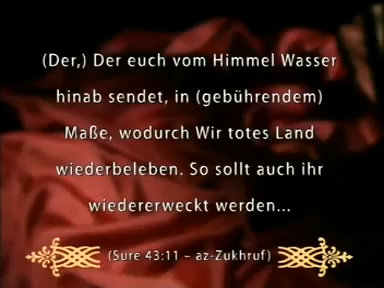 (Der,) Der euch vom Himmel Wasser
hinab sendet, in (gebührendem)
Maße, wodurch Wir totes Land
wiederbeleben. So sollt auch ihr
wiedererweckt werden...
(Sure 43:11 – az-Zukhruf)